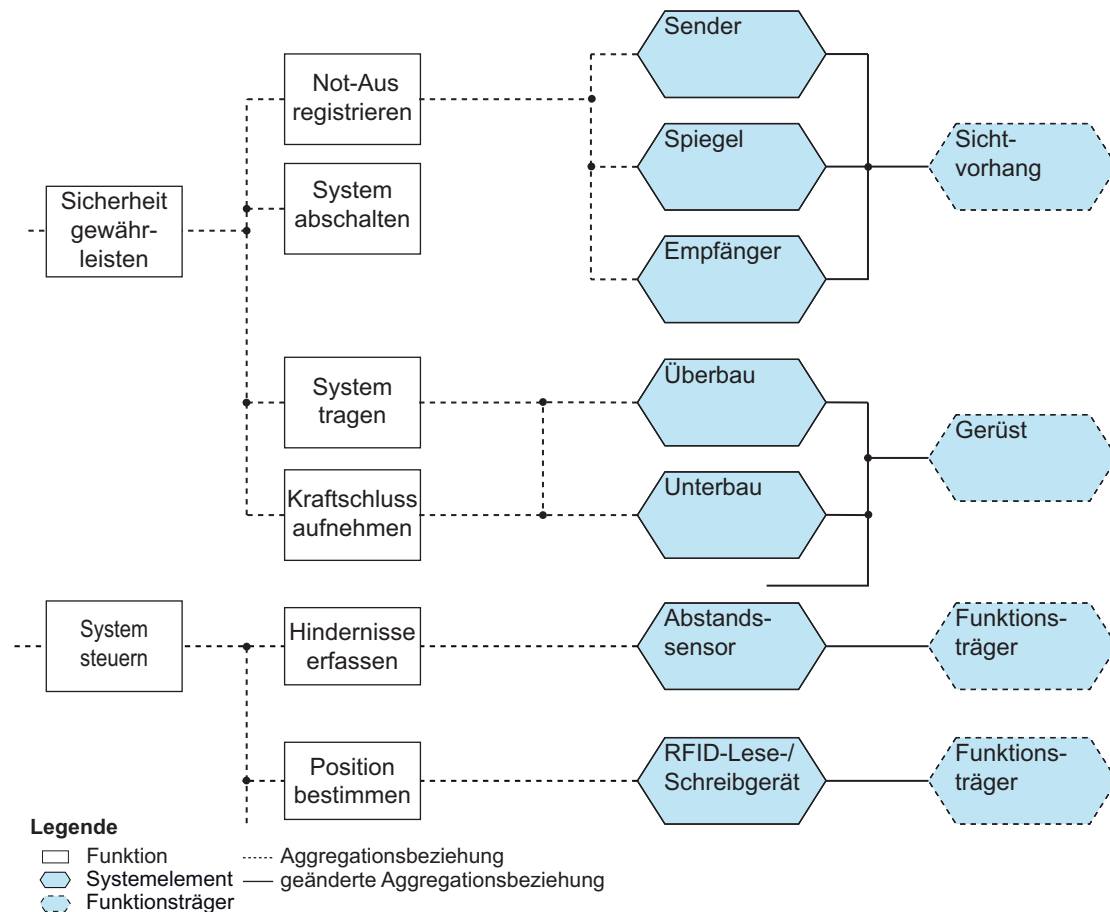 Sender
Not-Aus
registrieren
Spiegel
Sicht-
vorhang
System
abschalten
Sicherheit
gewähr-
leisten
Empfänger
System
tragen
Überbau
Gerüst
Kraftschluss
aufnehmen
Unterbau
System
steuern
Hindernisse
erfassen
Abstands-
sensor
Funktions-
träger
Position
bestimmen
RFID-Lese-/
Schreibgerät
Funktions-
träger
Legende
Funktion
Aggregationsbeziehung
Systemelement
geänderte Aggregationsbeziehung
Funktionsträger